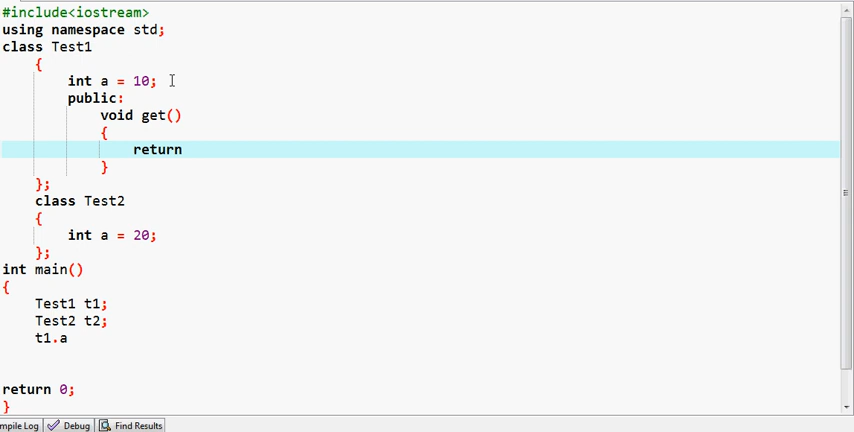 #include<iostream>
using namespace std;
class Test1
{
int a = 10;
public:
void get()
{
return
}
};
class Test2
{
int a = 20;
};
int main()
{
Test1 t1;
Test2 t2;
t1.a
return 0;
}
mpile Log Debug Find Results